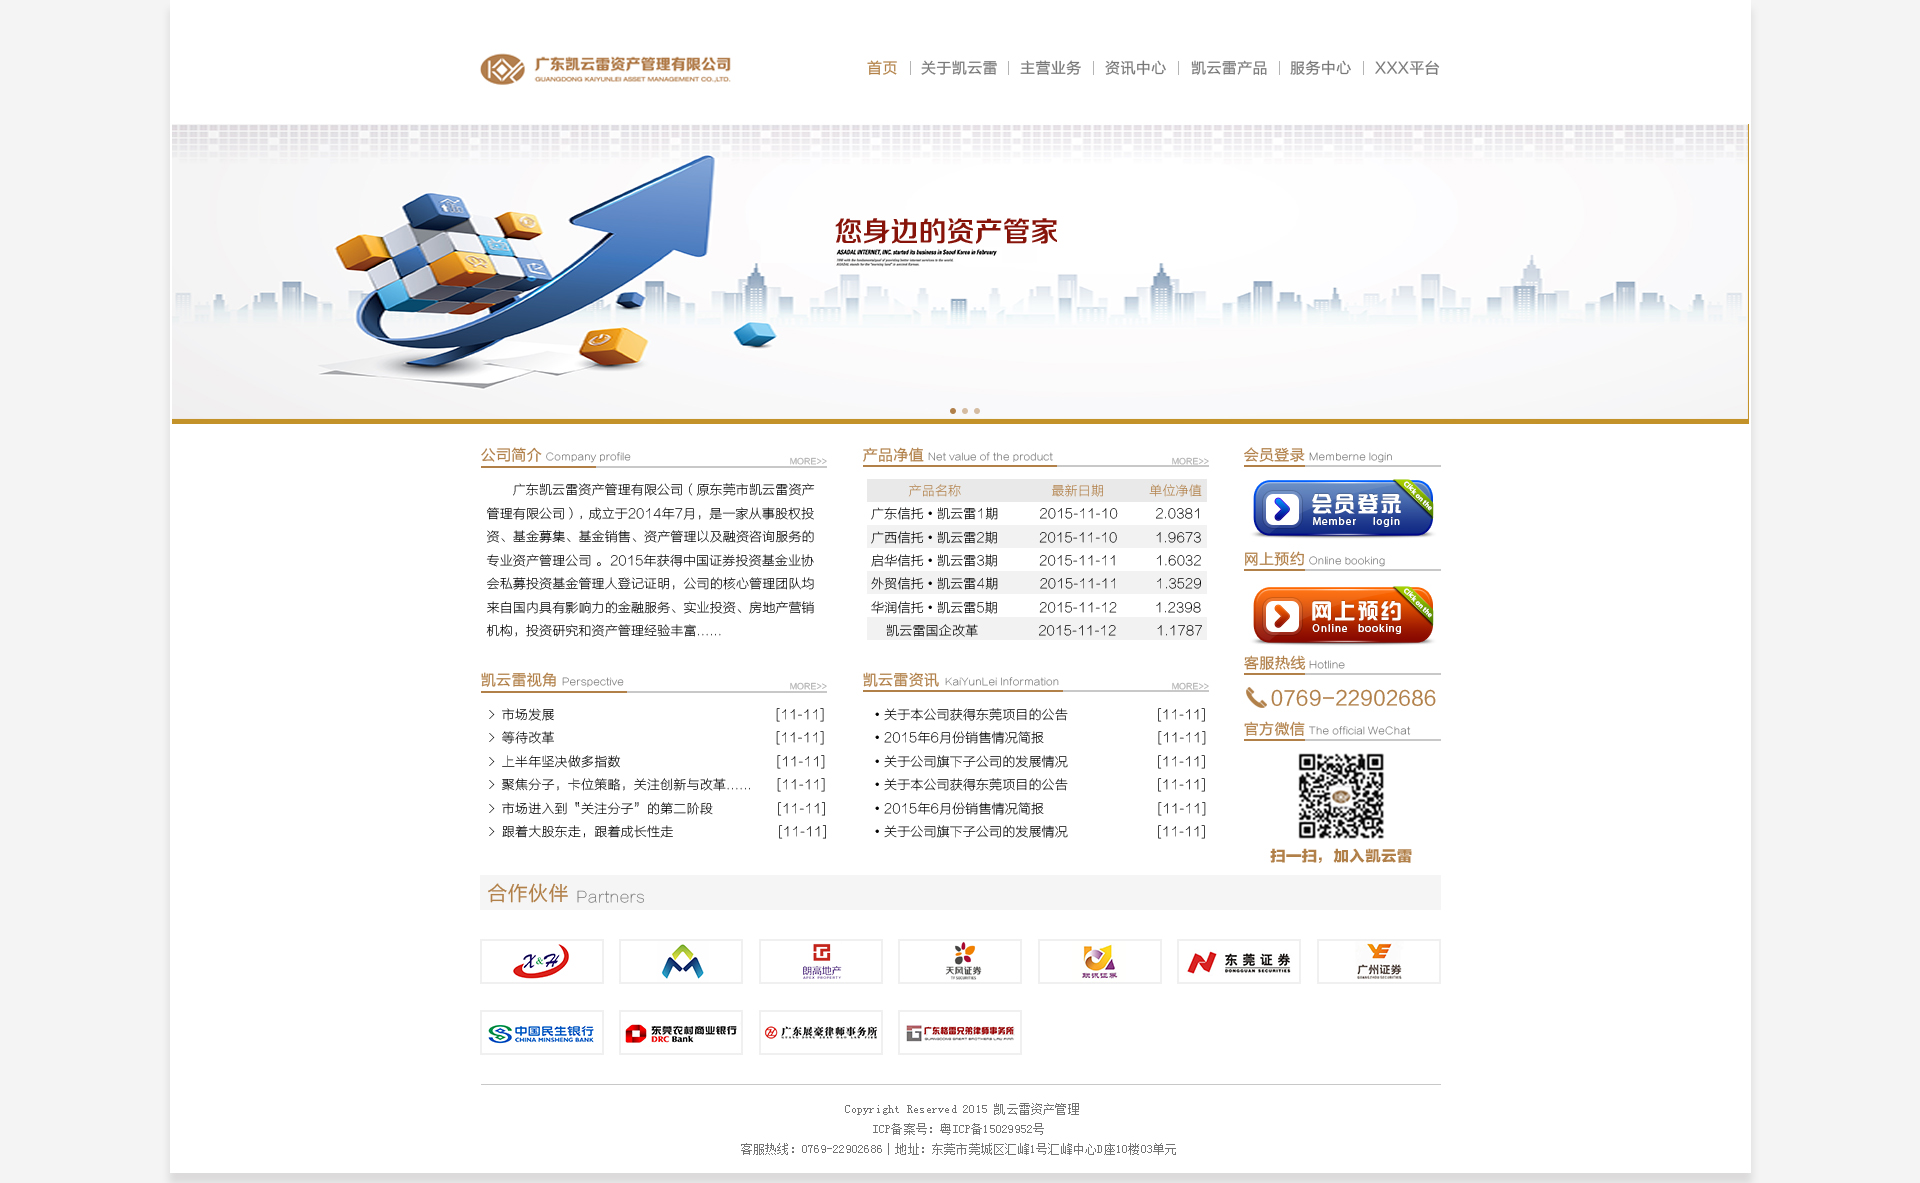 广东凯云雷资产管理有限公司
GUANGDONG KAIYUNLEI ASSET MANAGEMENT CO.,LTD.
首页 | 关于凯云雷 | 主营业务 | 资讯中心 | 凯云雷产品 | 服务中心 | XXX平台
您身边的资产管家
ASADAL INTERNET, INC. started its business in Seoul Korea in February
公司简介 Company profile MORE>>
广东凯云雷资产管理有限公司（原东莞市凯云雷资产
管理有限公司），成立于2014年7月，是一家从事股权投
资、基金募集、基金销售、资产管理以及融资咨询服务的
专业资产管理公司 。2015年获得中国证券投资基金业协
会私募投资基金管理人登记证明，公司的核心管理团队均
来自国内具有影响力的金融服务、实业投资、房地产营销
机构，投资研究和资产管理经验丰富......
产品净值 Net value of the product MORE>>
产品名称 最新日期 单位净值
广东信托•凯云雷1期 2015-11-10 2.0381
广西信托•凯云雷2期 2015-11-10 1.9673
启华信托•凯云雷3期 2015-11-11 1.6032
外贸信托•凯云雷4期 2015-11-11 1.3529
华润信托•凯云雷5期 2015-11-12 1.2398
凯云雷国企改革 2015-11-12 1.1787
会员登录 Memberne login
会员登录
Member login
Click on the
网上预约 Online booking
网上预约
Online booking
Click on the
客服热线 Hotline
0769-22902686
官方微信 The official WeChat
扫一扫，加入凯云雷
凯云雷视角 Perspective MORE>>
> 市场发展 [11-11]
> 等待改革 [11-11]
> 上半年坚决做多指数 [11-11]
> 聚焦分子，卡位策略，关注创新与改革...... [11-11]
> 市场进入到“关注分子”的第二阶段 [11-11]
> 跟着大股东走，跟着成长性走 [11-11]
凯云雷资讯 KaiYunLei Information MORE>>
•关于本公司获得东莞项目的公告 [11-11]
•2015年6月份销售情况简报 [11-11]
•关于公司旗下子公司的发展情况 [11-11]
•关于本公司获得东莞项目的公告 [11-11]
•2015年6月份销售情况简报 [11-11]
•关于公司旗下子公司的发展情况 [11-11]
合作伙伴 Partners
X&H
朗高地产
APEX PROPERTY
天风证券
TF SECURITIES
东莞证券
DONGGUAN SECURITIES
广州证券
GUANGZHOU SECURITIES
中国民生银行
CHINA MINSHENG BANK
东莞农村商业银行
DRC Bank
广东展豪律师事务所
广东格雷兄弟律师事务所
GUANGDONG GREAT BROTHERS LAW FIRM
Copyright Reserved 2015 凯云雷资产管理
ICP备案号：粤ICP备15029952号
客服热线：0769-22902686 | 地址：东莞市莞城区汇峰1号汇峰中心D座10楼03单元